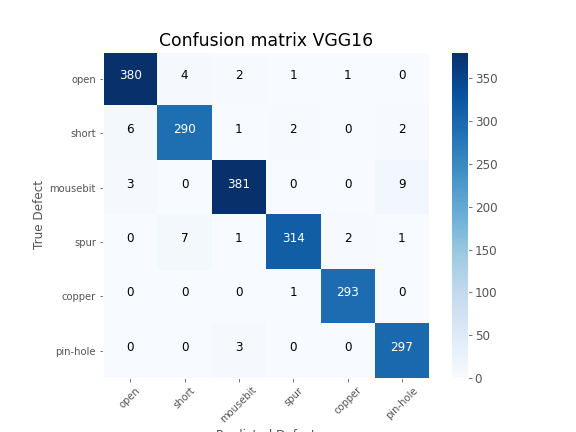 Confusion matrix VGG16
open 380 4 2 1 1 0
short 6 290 1 2 0 2
mousebit 3 0 381 0 0 9
spur 0 7 1 314 2 1
copper 0 0 0 1 293 0
pin-hole 0 0 3 0 0 297
open short mousebit spur copper pin-hole
True Defect
Predicted Defect
350
300
250
200
150
100
50
0